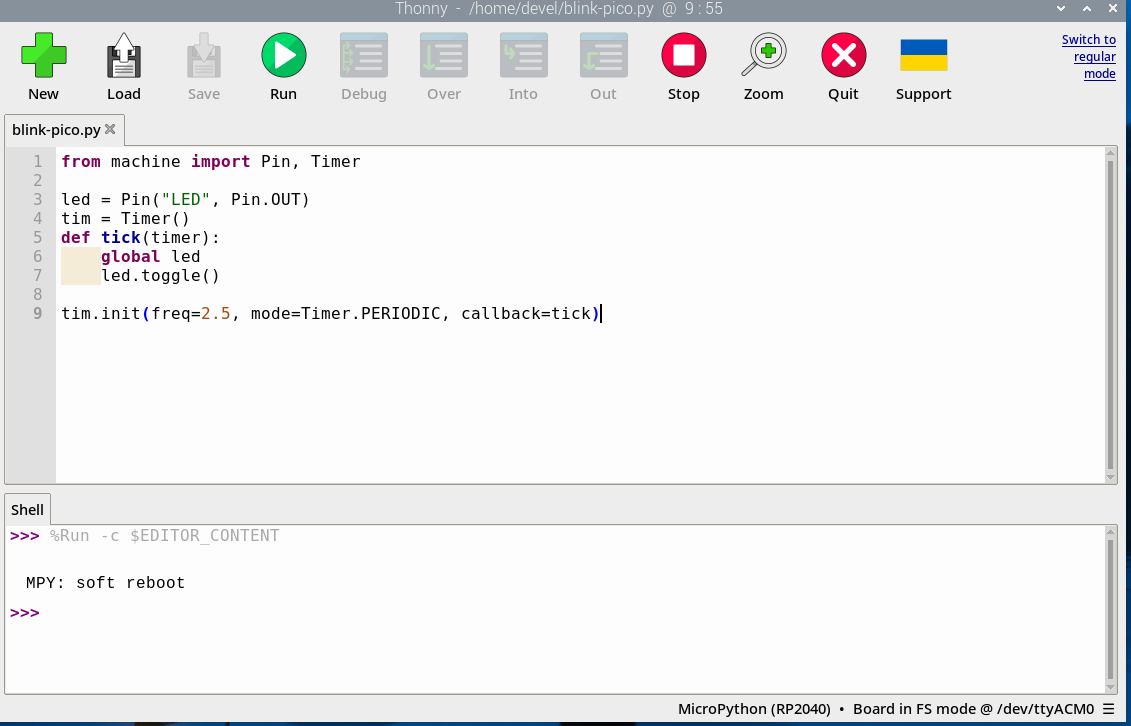 Thonny - /home/devel/blink-pico.py @ 9 : 55
New Load Save Run Debug Over Into Out Stop Zoom Quit Support
Switch to
regular
mode
blink-pico.py
1 from machine import Pin, Timer
2
3 led = Pin("LED", Pin.OUT)
4 tim = Timer()
5 def tick(timer):
6     global led
7     led.toggle()
8
9 tim.init(freq=2.5, mode=Timer.PERIODIC, callback=tick)
Shell
>>> %Run -c $EDITOR_CONTENT
MPY: soft reboot
>>>
MicroPython (RP2040) • Board in FS mode @ /dev/ttyACM0 ☰